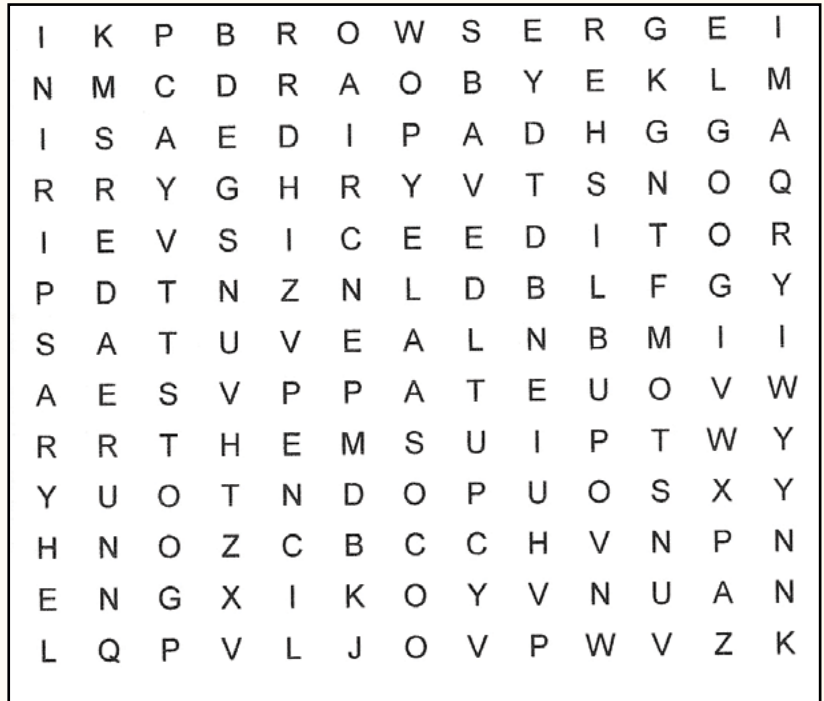 I K P B R O W S E R G E I
N M C D R A O B Y E K L M
I S A E D I P A D H G G A
R R Y G H R Y V T S N O Q
I E V S I C E E D I T O R
P D T N Z N L D B L F G Y
S A T U V E A L N B M I I
A E S V P P A T E U O V W
R R T H E M S U I P T W Y
Y U O T N D O P U O S X Y
H N O Z C B C C H V N P N
E N G X I K O Y V N U A N
L Q P V L J O V P W V Z K